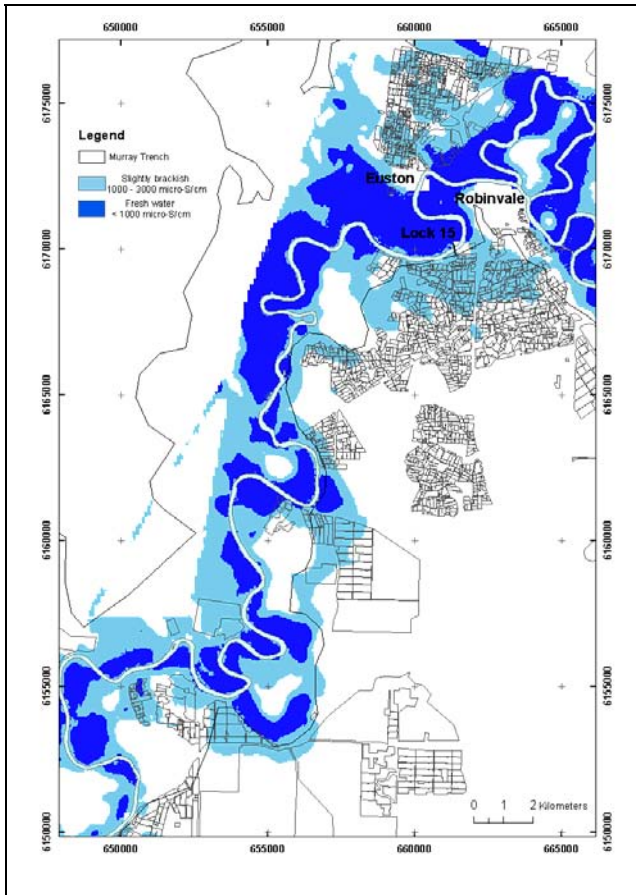 650000 655000 660000 665000
6175000 6175000
Legend
Murray Trench
Slightly brackish
1000 - 3000 micro-S/cm
Fresh water
< 1000 micro-S/cm
Euston
Robinvale
Lock 15
6170000 6170000
6165000 6165000
6160000 6160000
6155000 6155000
6150000 6150000
0 1 2 Kilometers
650000 655000 660000 665000